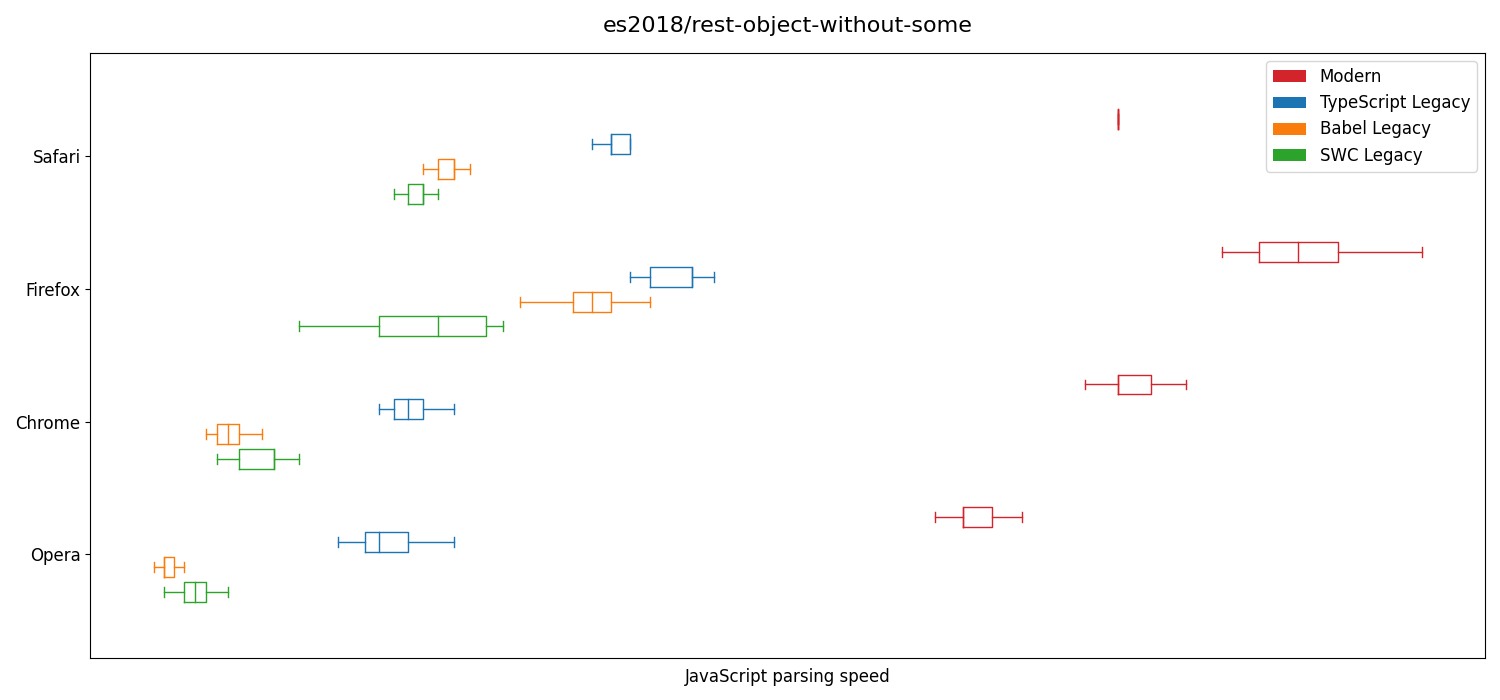 es2018/rest-object-without-some
Modern
TypeScript Legacy
Babel Legacy
SWC Legacy
Safari
Firefox
Chrome
Opera
JavaScript parsing speed